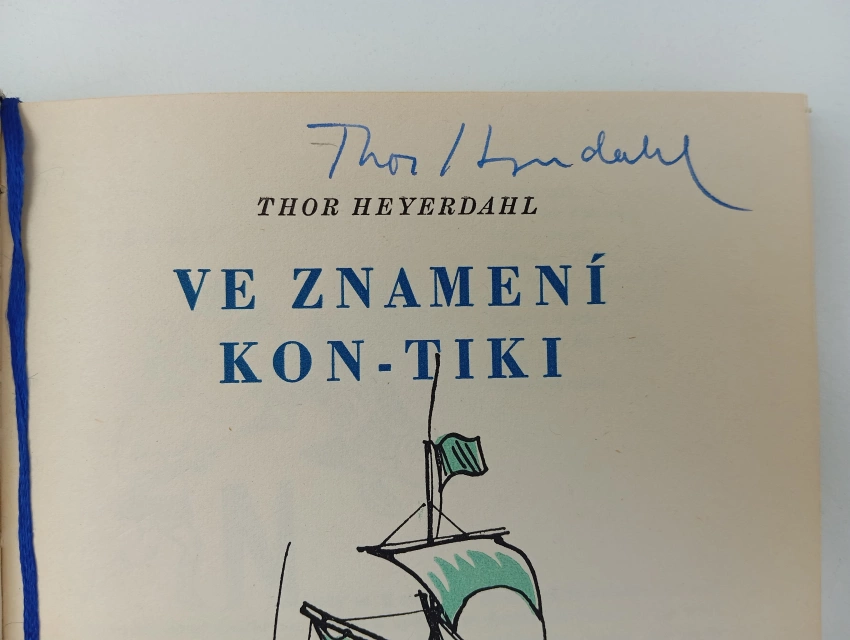 Thor Heyerdahl
THOR HEYERDAHL
VE ZNAMENÍ
KON-TIKI